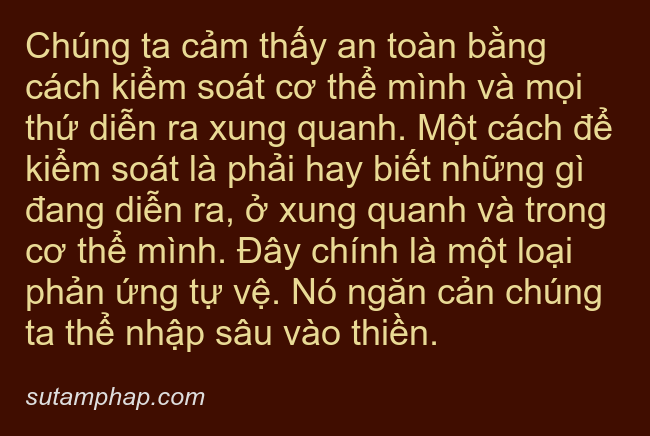 Chúng ta cảm thấy an toàn bằng
cách kiểm soát cơ thể mình và mọi
thứ diễn ra xung quanh. Một cách để
kiểm soát là phải hay biết những gì
đang diễn ra, ở xung quanh và trong
cơ thể mình. Đây chính là một loại
phản ứng tự vệ. Nó ngăn cản chúng
ta thể nhập sâu vào thiền.
sutamphap.com